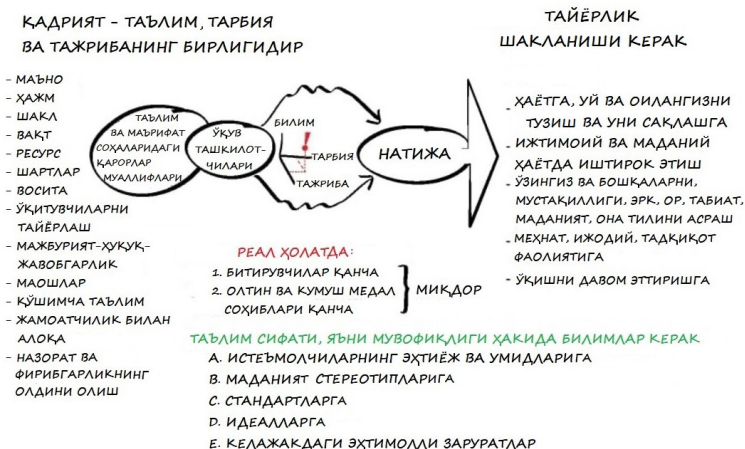 ҚАДРИЯТ - ТАЪЛИМ, ТАРБИЯ
ВА ТАЖРИБАНИНГ БИРЛИГИДИР
- МАЪНО
- ҲАЖМ
- ШАКЛ
- ВАҚТ
- РЕСУРС
- ШАРТЛАР
- ВОСИТА
- ЎҚИТУВЧИЛАРНИ
ТАЙЁРЛАШ
- МАЖБУРИЯТ-ҲУҚУҚ-
ЖАВОБГАРЛИК
- МАОШЛАР
- ҚЎШИМЧА ТАЪЛИМ
- ЖАМОАТЧИЛИК БИЛАН
АЛОҚА
- НАЗОРАТ ВА
ФИРИБГАРЛИКНИНГ
ОЛДИНИ ОЛИШ
ТАЪЛИМ
ВА МАЪРИФАТ
СОҲАЛАРИДАГИ
ҚАРОРЛАР
МУАЛЛИФЛАРИ
ЎҚУВ
ТАШКИЛОТ-
ЧИЛАРИ
БИЛИМ
!
ТАРБИЯ
ТАЖРИБА
НАТИЖА
ТАЙЁРЛИК
ШАКЛАНИШИ КЕРАК
- ҲАЁТГА, УЙ ВА ОИЛАНГИЗНИ
ТУЗИШ ВА УНИ САҚЛАШГА
- ИЖТИМОИЙ ВА МАДАНИЙ
ҲАЁТДА ИШТИРОК ЭТИШ
- ЎЗИНГИЗ ВА БОШҚАЛАРНИ,
МУСТАҚИЛЛИГИ, ЭРК, ОР, ТАБИАТ,
МАДАНИЯТ, ОНА ТИЛИНИ АСРАШ
- МЕҲНАТ, ИЖОДИЙ, ТАДҚИҚОТ
ФАОЛИЯТИГА
- ЎҚИШНИ ДАВОМ ЭТТИРИШГА
РЕАЛ ҲОЛАТДА:
1. БИТИРУВЧИЛАР ҚАНЧА
2. ОЛТИН ВА КУМУШ МЕДАЛ
СОҲИБЛАРИ ҚАНЧА
МИҚДОР
ТАЪЛИМ СИФАТИ, ЯЪНИ МУВОФИҚЛИГИ ҲАКИДА БИЛИМЛАР КЕРАК
A. ИСТЕЪМОЛЧИЛАРНИНГ ЭҲТИЁЖ ВА УМИДЛАРИГА
B. МАДАНИЯТ СТЕРЕОТИПЛАРИГА
C. СТАНДАРТЛАРГА
D. ИДЕАЛЛАРГА
E. КЕЛАЖАКДАГИ ЭҲТИМОЛЛИ ЗАРУРАТЛАР